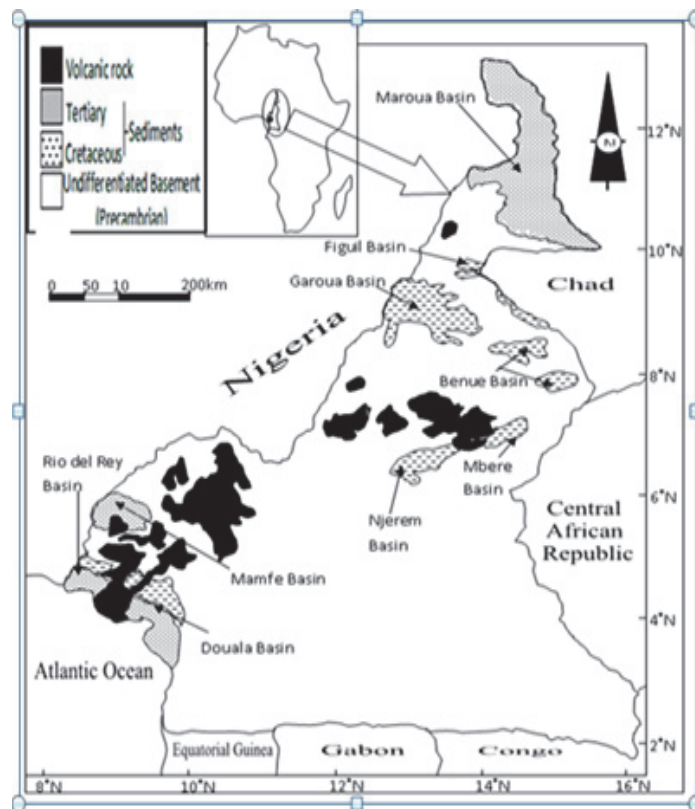 Volcanic rock
Tertiary
Cretaceous
Sediments
Undifferentiated Basement
(Precambrian)
0 50 10 200km
N
Maroua Basin
12°N
10°N
8°N
6°N
4°N
2°N
Figuil Basin
Garoua Basin
Chad
Nigeria
Benue Basin
Rio del Rey
Basin
Mbere
Basin
Njerem
Basin
Central
African
Republic
Mamfe Basin
Douala Basin
Atlantic Ocean
Equatorial Guinea
Gabon
Congo
8°N
10°N
12°N
14°N
16°N